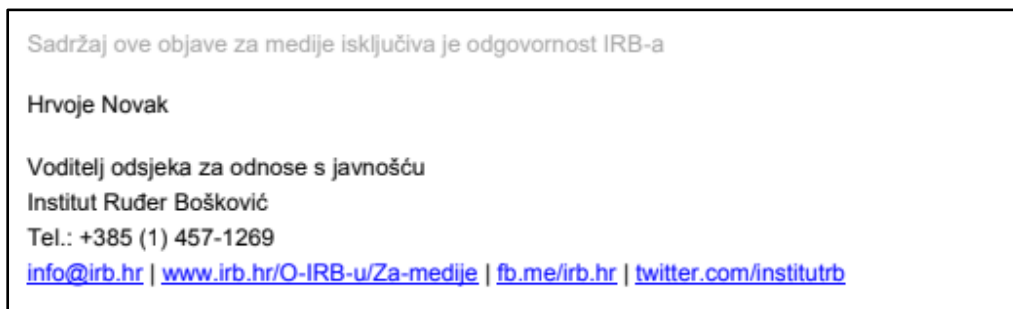 Sadržaj ove objave za medije isključiva je odgovornost IRB-a
Hrvoje Novak
Voditelj odsjeka za odnose s javnošću
Institut Ruđer Bošković
Tel.: +385 (1) 457-1269
info@irb.hr | www.irb.hr/O-IRB-u/Za-medije | fb.me/irb.hr | twitter.com/institutrb